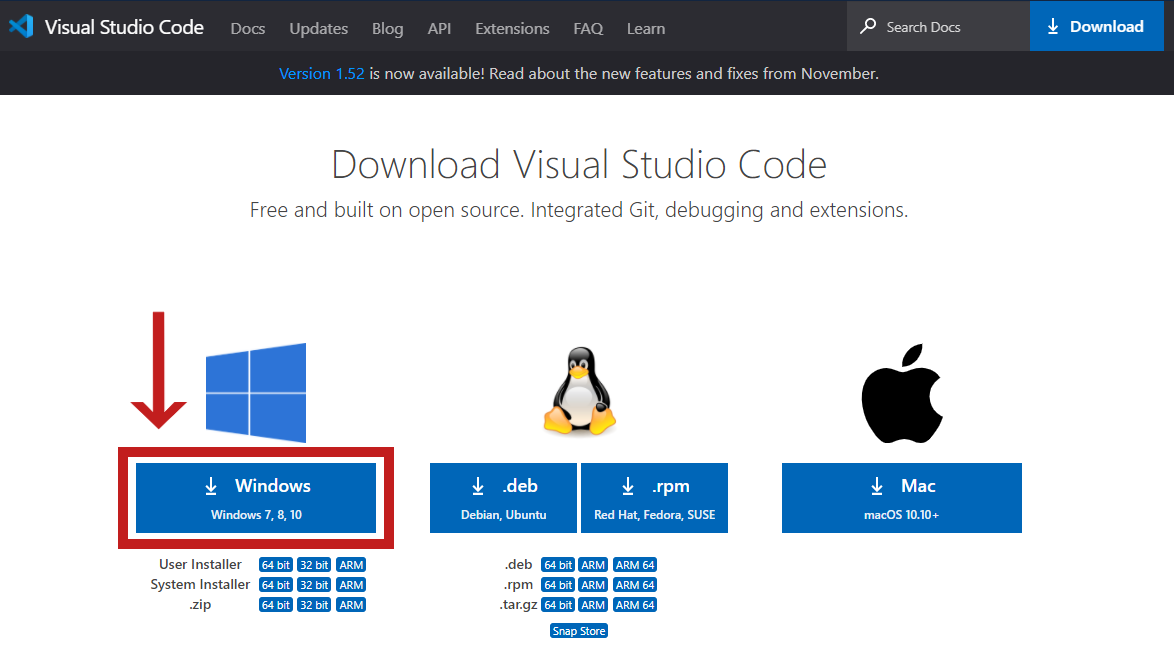 Visual Studio Code Docs Updates Blog API Extensions FAQ Learn Search Docs Download
Version 1.52 is now available! Read about the new features and fixes from November.
Download Visual Studio Code
Free and built on open source. Integrated Git, debugging and extensions.
Windows
Windows 7, 8, 10
.deb
Debian, Ubuntu
.rpm
Red Hat, Fedora, SUSE
Mac
macOS 10.10+
User Installer 64 bit 32 bit ARM
System Installer 64 bit 32 bit ARM
.zip 64 bit 32 bit ARM
.deb 64 bit ARM ARM 64
.rpm 64 bit ARM ARM 64
.tar.gz 64 bit ARM ARM 64
Snap Store